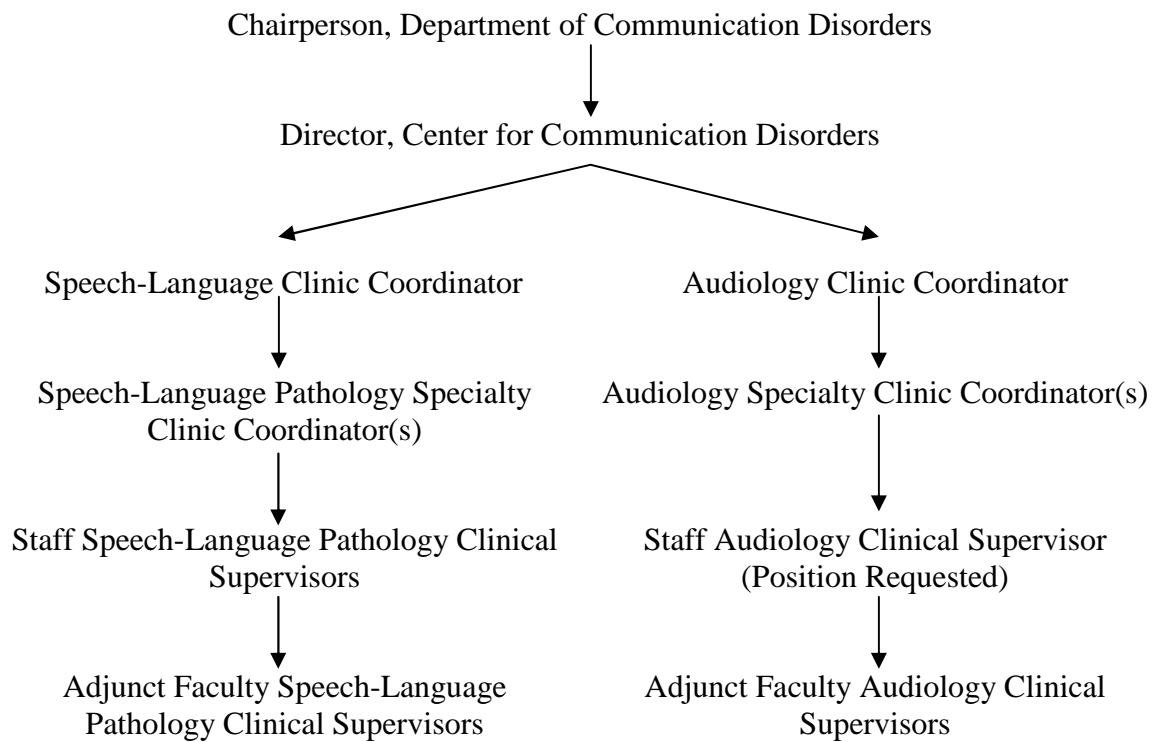 Chairperson, Department of Communication Disorders
Director, Center for Communication Disorders
Speech-Language Clinic Coordinator
Audiology Clinic Coordinator
Speech-Language Pathology Specialty
Clinic Coordinator(s)
Audiology Specialty Clinic Coordinator(s)
Staff Speech-Language Pathology Clinical
Supervisors
Staff Audiology Clinical Supervisor
(Position Requested)
Adjunct Faculty Speech-Language
Pathology Clinical Supervisors
Adjunct Faculty Audiology Clinical
Supervisors